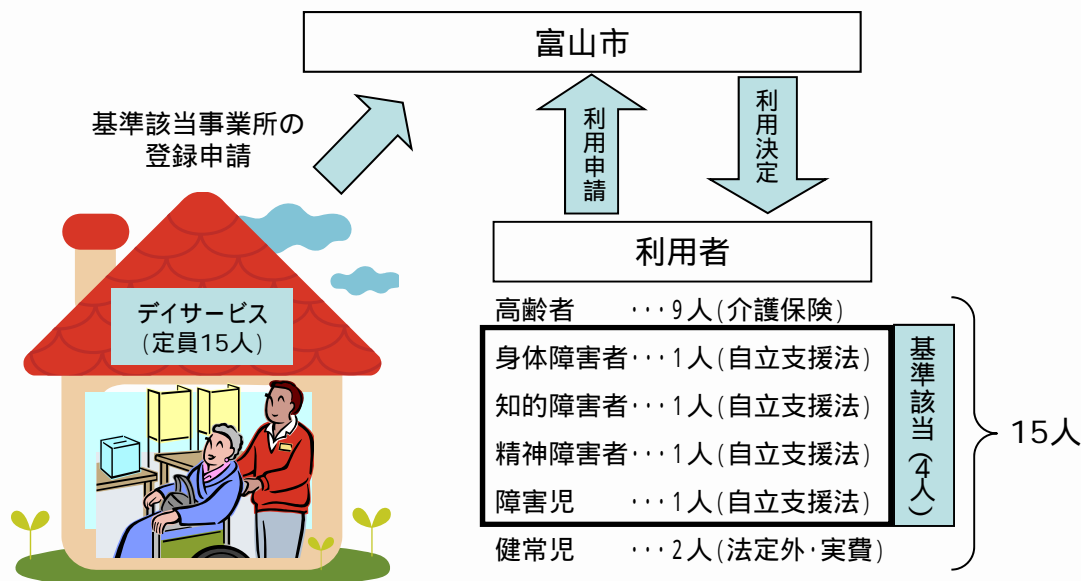 富山市
基準該当事業所の
登録申請
利用申請
利用決定
利用者
デイサービス
(定員15人)
高齢者 ･･･9人(介護保険)
身体障害者･･･1人(自立支援法)
知的障害者･･･1人(自立支援法)
精神障害者･･･1人(自立支援法)
障害児 ･･･1人(自立支援法)
健常児 ･･･2人(法定外･実費)
基準該当(4人)
15人